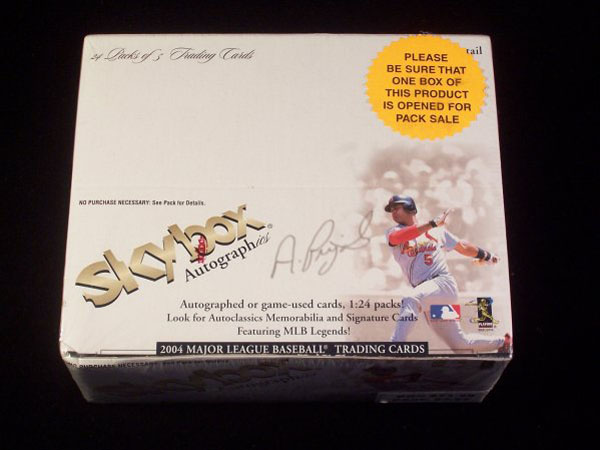 24 Packs of 5 Trading Cards
tail
PLEASE
BE SURE THAT
ONE BOX OF
THIS PRODUCT
IS OPENED FOR
PACK SALE
NO PURCHASE NECESSARY: See Pack for Details.
Skybox®
Autographics
A. Pujols
5
Autographed or game-used cards, 1:24 packs!
Look for Autoclassics Memorabilia and Signature Cards
Featuring MLB Legends!
2004 MAJOR LEAGUE BASEBALL® TRADING CARDS